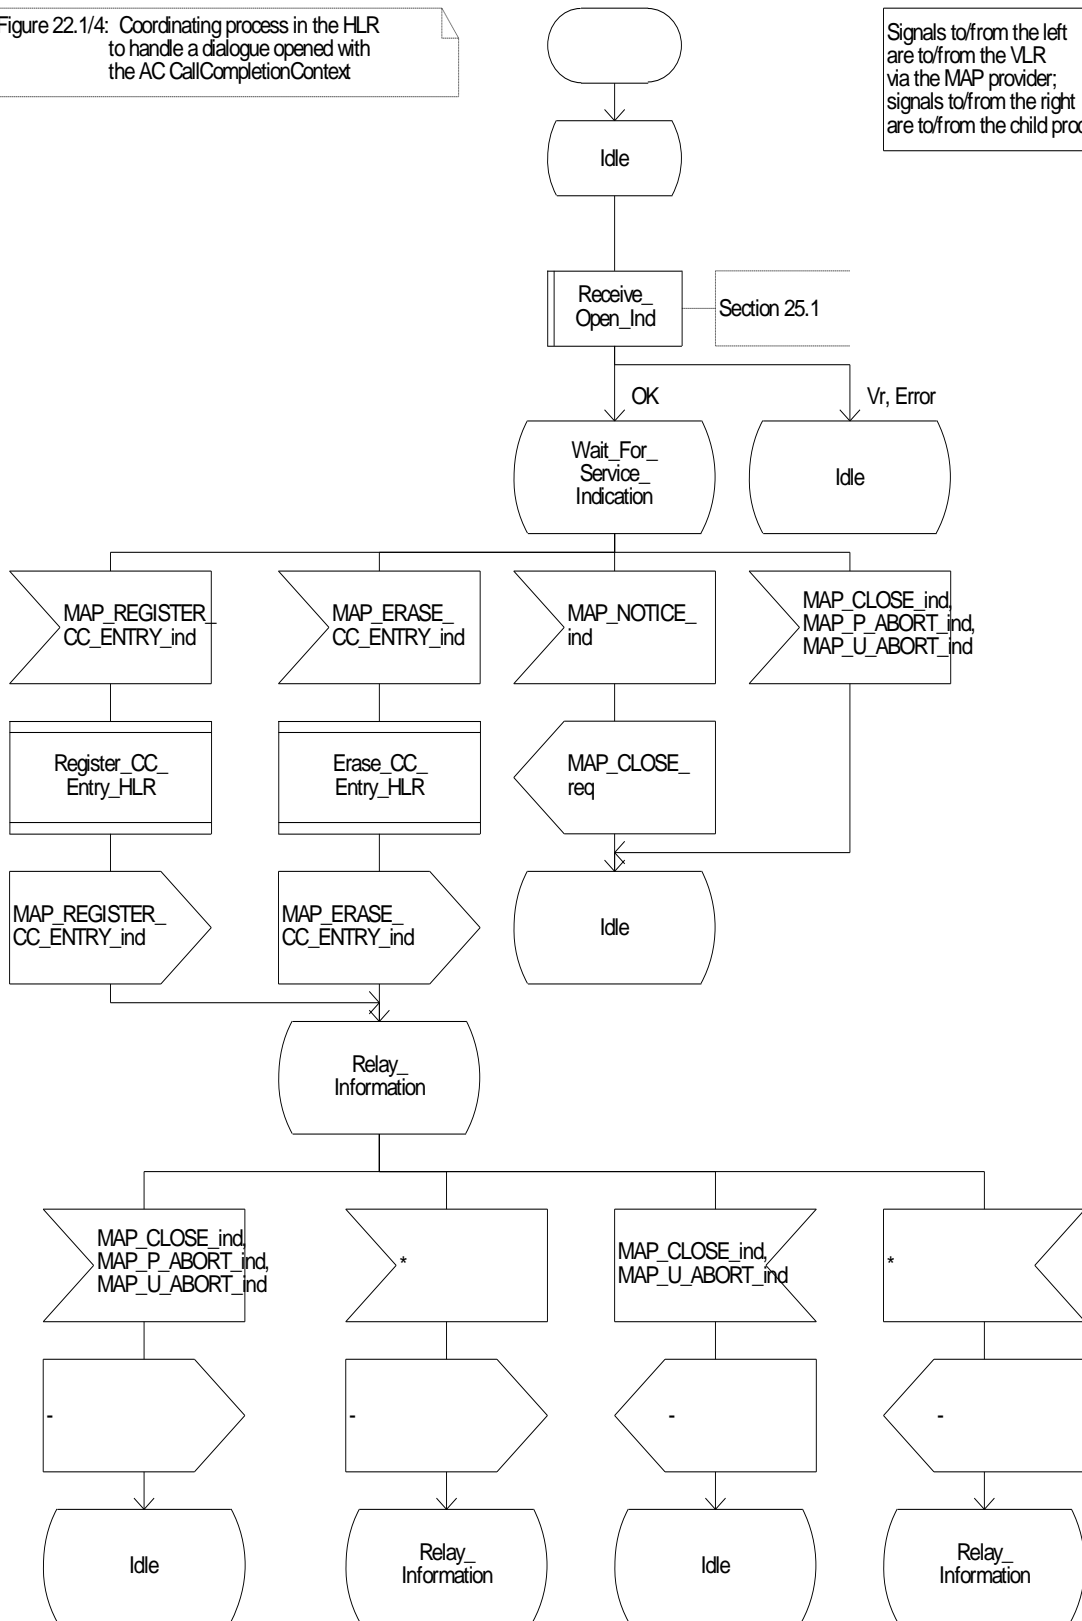 Figure 22.1/4: Coordinating process in the HLR
to handle a dialogue opened with
the AC CallCompletionContext
Signals to/from the left
are to/from the VLR
via the MAP provider;
signals to/from the right
are to/from the child
Idle
Receive_
Open_Ind
Section 25.1
OK
Vr, Error
Wait_For_
Service_
Indication
Idle
MAP_REGISTER_
CC_ENTRY_ind
MAP_ERASE_
CC_ENTRY_ind
MAP_NOTICE_
ind
MAP_CLOSE_ind,
MAP_P_ABORT_ind,
MAP_U_ABORT_ind
Register_CC_
Entry_HLR
Erase_CC_
Entry_HLR
MAP_CLOSE_
req
MAP_REGISTER_
CC_ENTRY_ind
MAP_ERASE_
CC_ENTRY_ind
Idle
Relay_
Information
MAP_CLOSE_ind,
MAP_P_ABORT_ind,
MAP_U_ABORT_ind
*
MAP_CLOSE_ind,
MAP_U_ABORT_ind
*
-
-
-
-
Idle
Relay_
Information
Idle
Relay_
Information